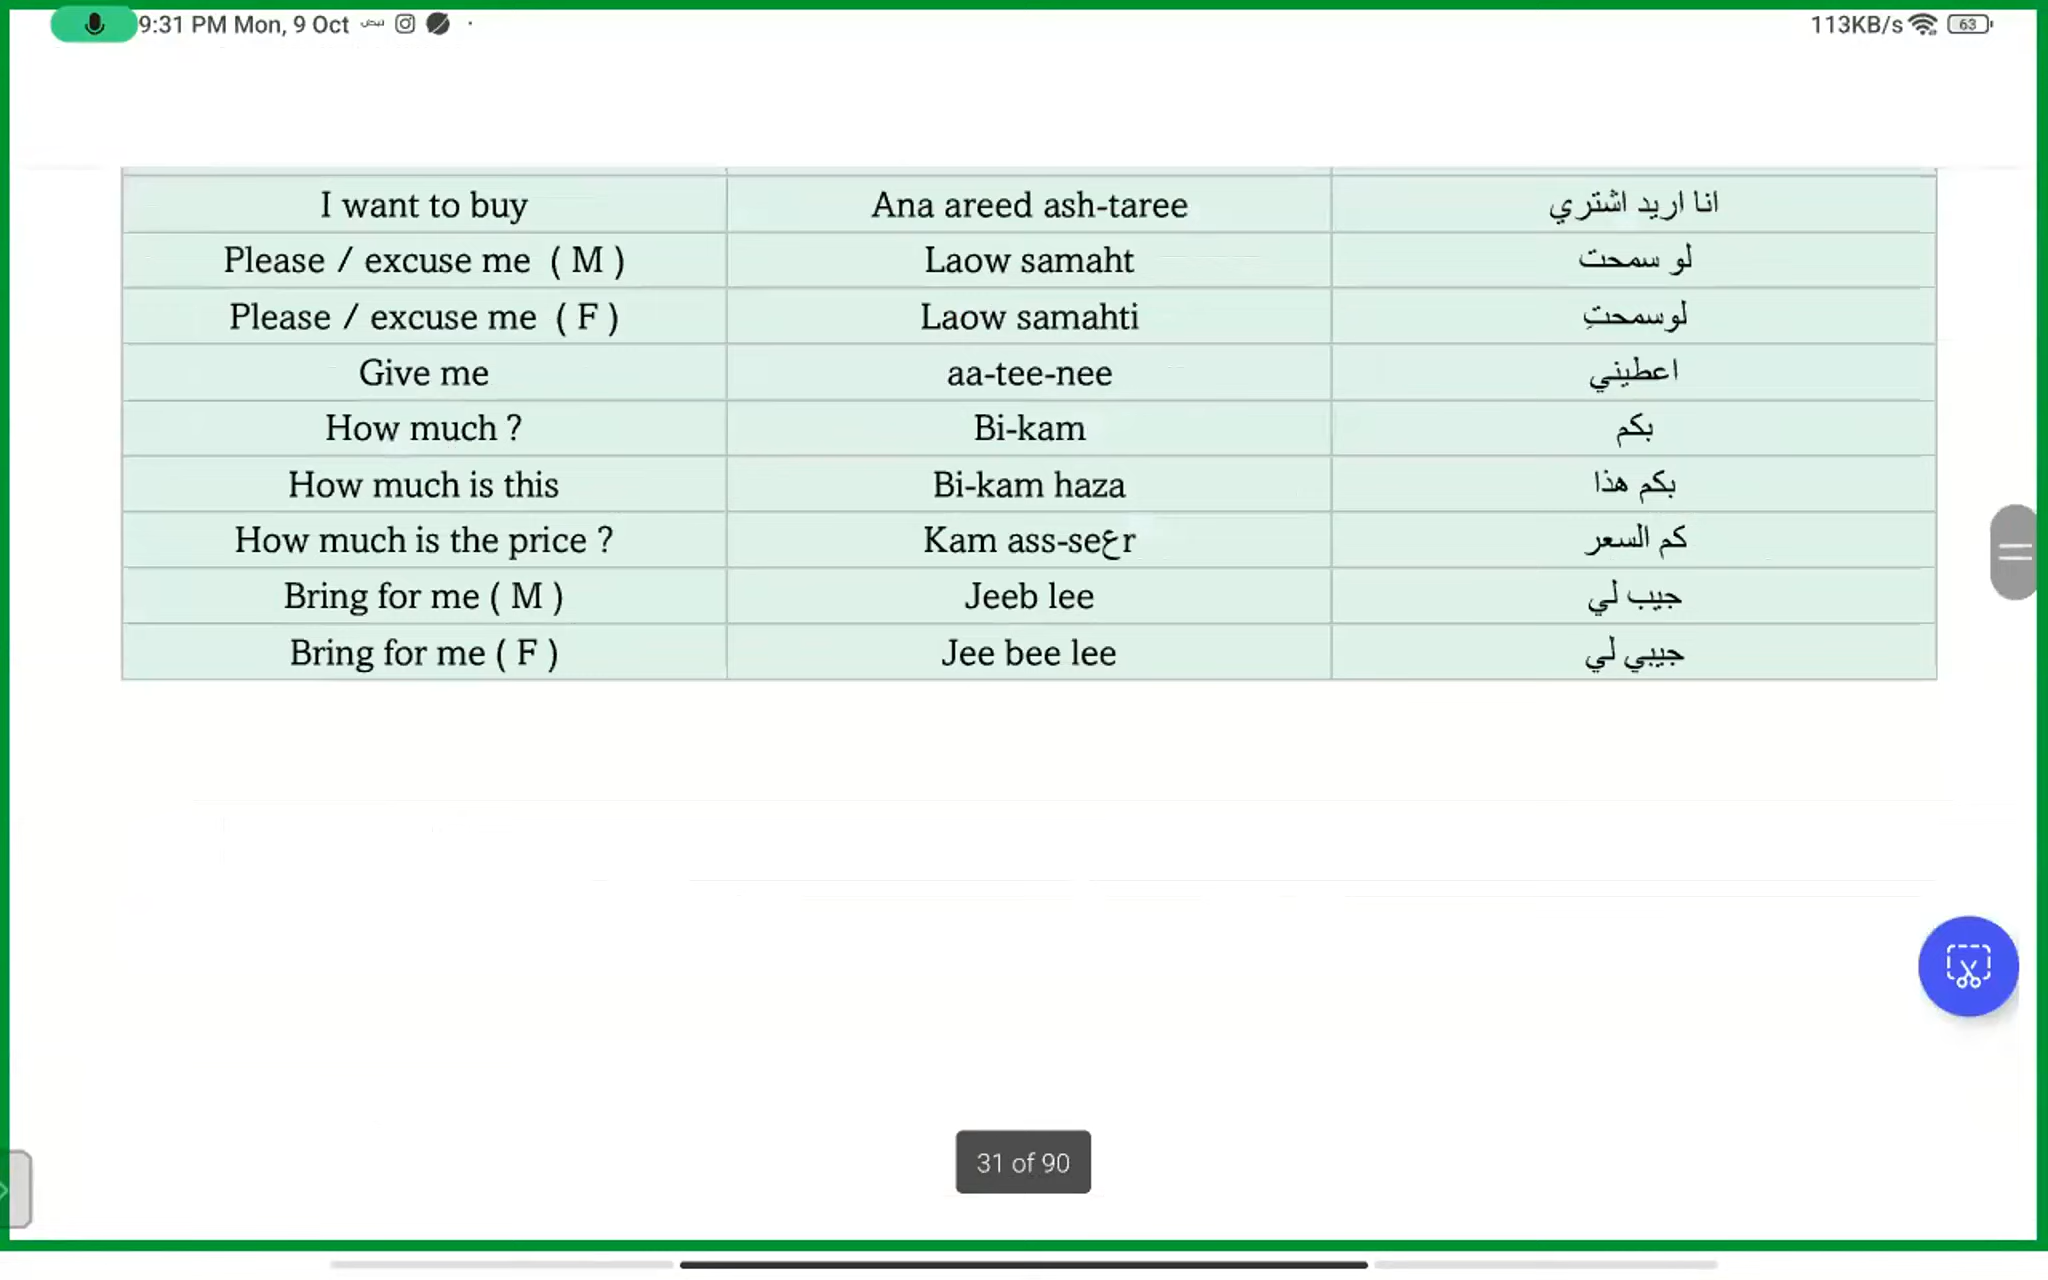 9:31 PM Mon, 9 Oct
113KB/s 63
I want to buy Ana areed ash-taree انا اريد اشتري
Please / excuse me ( M ) Laow samaht لو سمحت
Please / excuse me ( F ) Laow samahti لوسمحتِ
Give me aa-tee-nee اعطيني
How much ? Bi-kam بكم
How much is this Bi-kam haza بكم هذا
How much is the price ? Kam ass-seعr كم السعر
Bring for me ( M ) Jeeb lee جيب لي
Bring for me ( F ) Jee bee lee جيبي لي
31 of 90